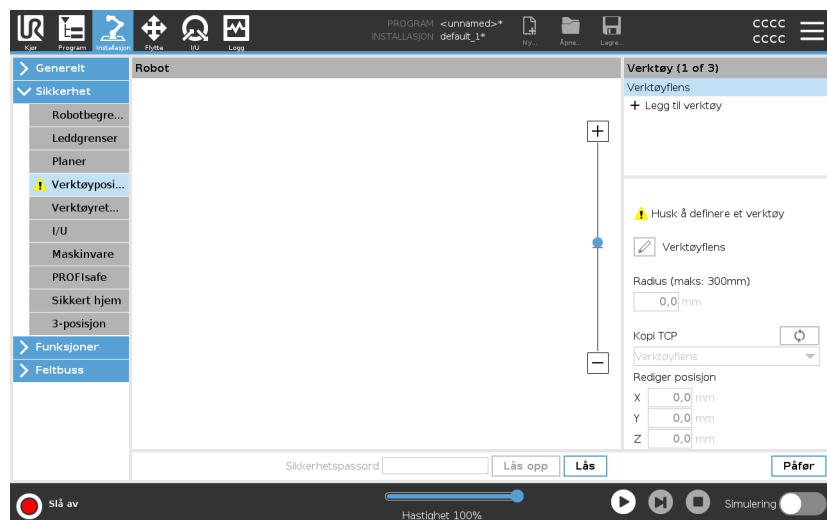 PROGRAM <unnamed>*
INSTALLASJON default_1*
Kjør Program Installasjon Flytte I/U Logg
Ny... Åpne... Lagre...
cccc
cccc
Generelt
Sikkerhet
Robotbegre...
Leddgrenser
Planer
Verktøyposi...
Verktøyret...
I/U
Maskinvare
PROFIsafe
Sikkert hjem
3-posisjon
Funksjoner
Feltbuss
Robot
Verktøy (1 of 3)
Verktøyflens
+ Legg til verktøy
Husk å definere et verktøy
Verktøyflens
Radius (maks: 300mm)
0,0 mm
Kopi TCP
Verktøyflens
Rediger posisjon
X 0,0 mm
Y 0,0 mm
Z 0,0 mm
Sikkerhetspassord Lås opp Lås Påfør
Slå av
Hastighet 100%
Simulering